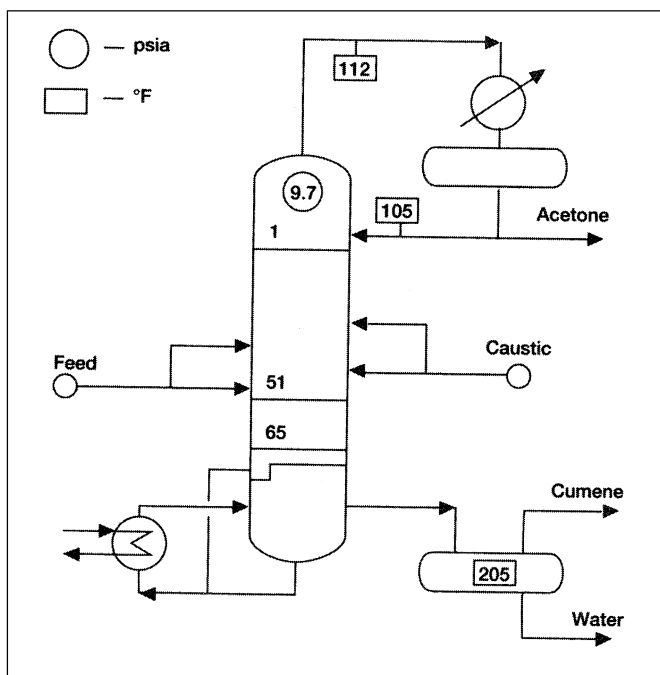 — psia
— °F
112
9.7
105
1
Acetone
Feed
Caustic
51
65
Cumene
205
Water